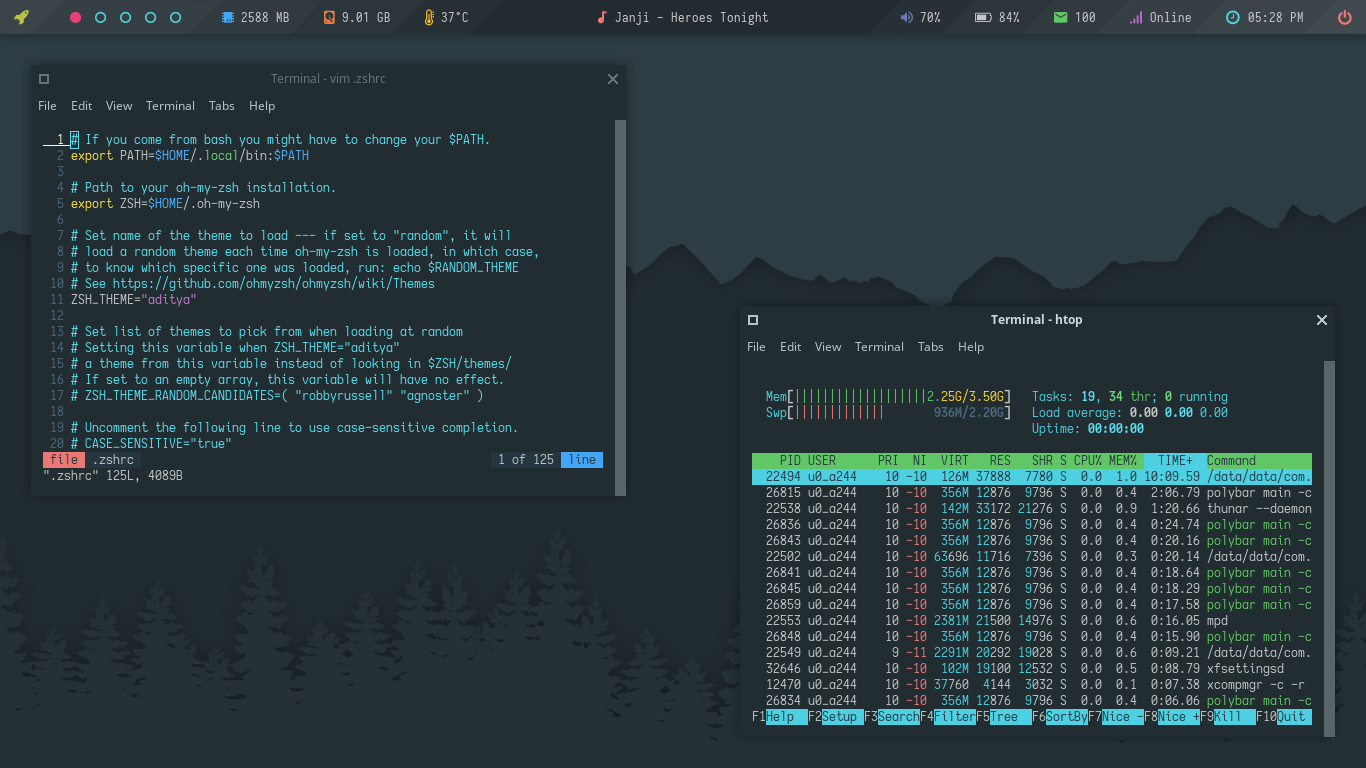 2588 MB 9.01 GB 37°C Janji - Heroes Tonight 70% 84% 100 Online 05:28 PM
Terminal - vim .zshrc
File Edit View Terminal Tabs Help
1 # If you come from bash you might have to change your $PATH.
2 export PATH=$HOME/.local/bin:$PATH
3
4 # Path to your oh-my-zsh installation.
5 export ZSH=$HOME/.oh-my-zsh
6
7 # Set name of the theme to load --- if set to "random", it will
8 # load a random theme each time oh-my-zsh is loaded, in which case,
9 # to know which specific one was loaded, run: echo $RANDOM_THEME
10 # See https://github.com/ohmyzsh/ohmyzsh/wiki/Themes
11 ZSH_THEME="aditya"
12
13 # Set list of themes to pick from when loading at random
14 # Setting this variable when ZSH_THEME="aditya"
15 # a theme from this variable instead of looking in $ZSH/themes/
16 # If set to an empty array, this variable will have no effect.
17 # ZSH_THEME_RANDOM_CANDIDATES=( "robbyrussell" "agnoster" )
18
19 # Uncomment the following line to use case-sensitive completion.
20 # CASE_SENSITIVE="true"
file .zshrc 1 of 125 line
".zshrc" 125L, 4089B
Terminal - htop
File Edit View Terminal Tabs Help
Mem[|||||||||||||||||||2.25G/3.50G] Tasks: 19, 34 thr; 0 running
Swp[||||||||||||| 936M/2.20G] Load average: 0.00 0.00 0.00
Uptime: 00:00:00
PID USER PRI NI VIRT RES SHR S CPU% MEM% TIME+ Command
22494 u0_a244 10 -10 126M 37888 7780 S 0.0 1.0 10:09.59 /data/data/com.
26815 u0_a244 10 -10 356M 12876 9796 S 0.0 0.4 2:06.79 polybar main -c
22538 u0_a244 10 -10 142M 33172 21276 S 0.0 0.9 1:20.66 thunar --daemon
26836 u0_a244 10 -10 356M 12876 9796 S 0.0 0.4 0:24.74 polybar main -c
26843 u0_a244 10 -10 356M 12876 9796 S 0.0 0.4 0:20.16 polybar main -c
22502 u0_a244 10 -10 63696 11716 7396 S 0.0 0.3 0:20.14 /data/data/com.
26841 u0_a244 10 -10 356M 12876 9796 S 0.0 0.4 0:18.64 polybar main -c
26845 u0_a244 10 -10 356M 12876 9796 S 0.0 0.4 0:18.29 polybar main -c
26859 u0_a244 10 -10 356M 12876 9796 S 0.0 0.4 0:17.58 polybar main -c
22553 u0_a244 10 -10 2381M 21500 14976 S 0.0 0.6 0:16.05 mpd
26848 u0_a244 10 -10 356M 12876 9796 S 0.0 0.4 0:15.90 polybar main -c
22549 u0_a244 9 -11 2291M 20292 19028 S 0.0 0.6 0:09.21 /data/data/com.
32646 u0_a244 10 -10 102M 19100 12532 S 0.0 0.5 0:08.79 xfsettingsd
12470 u0_a244 10 -10 37760 4144 3032 S 0.0 0.1 0:07.38 xcompmgr -c -r
26834 u0_a244 10 -10 356M 12876 9796 S 0.0 0.4 0:06.06 polybar main -c
F1Help F2Setup F3SearchF4FilterF5Tree F6SortByF7Nice -F8Nice +F9Kill F10Quit